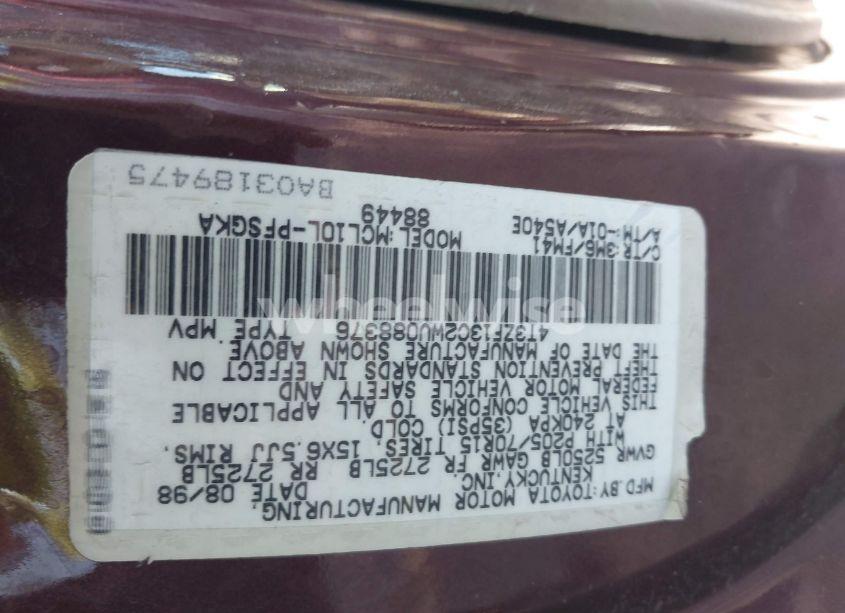 MFD.BY:TOYOTA MOTOR MANUFACTURING,
KENTUCKY,INC. DATE 08/98
GVWR 5250LB GAWR FR 2725LB RR 2725LB
WITH P205/70R15 TIRES, 15X6.5JJ RIMS,
AT 240KPA (35PSI) COLD.
THIS VEHICLE CONFORMS TO ALL APPLICABLE
FEDERAL MOTOR VEHICLE SAFETY AND
THEFT PREVENTION STANDARDS IN EFFECT ON
THE DATE OF MANUFACTURE SHOWN ABOVE.
4T3ZF13C2WU088376 TYPE MPV
wheelwise
C/TR:3M6/FM41 MODEL:MCL10L-PFSGKA
A/TM:-01A/A540E 88449
BA03189475